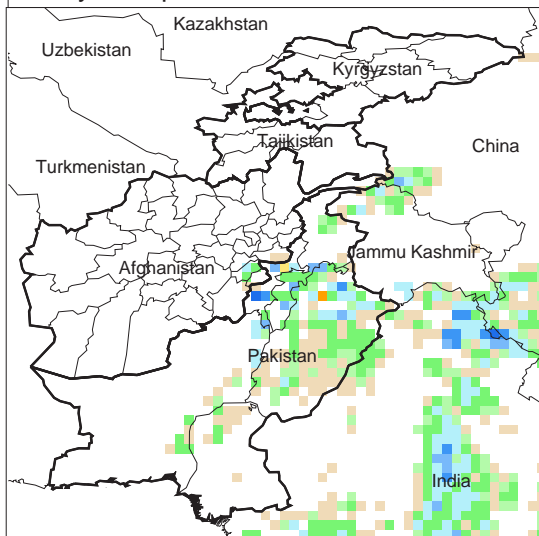 Kazakhstan
Uzbekistan
Kyrgyzstan
Tajikistan
China
Turkmenistan
Jammu Kashmir
Afghanistan
Pakistan
India